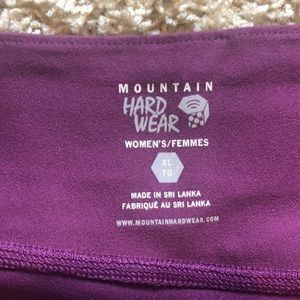 MOUNTAIN
HARD
WEAR
WOMEN'S/FEMMES
XL
TG
MADE IN SRI LANKA
FABRIQUÉ AU SRI LANKA
WWW.MOUNTAINHARDWEAR.COM